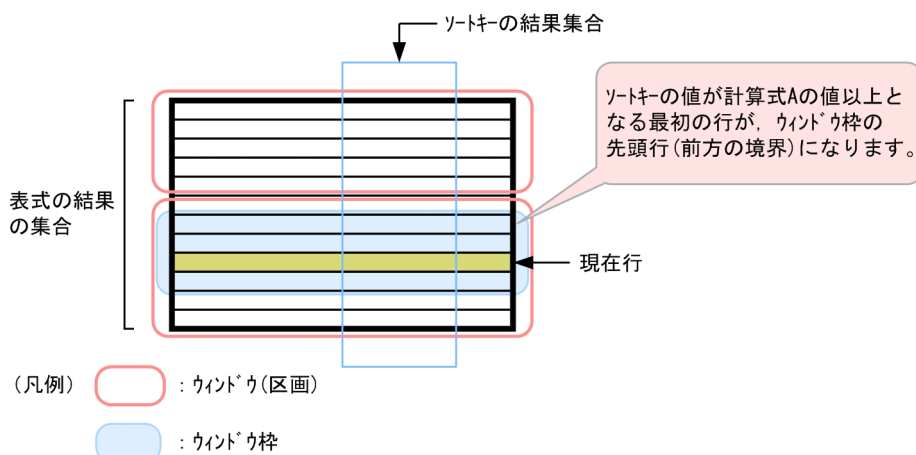 ソートキーの結果集合
ソートキーの値が計算式Aの値以上と
なる最初の行が，ウィンドウ枠の
先頭行(前方の境界)になります。
表式の結果
の集合
現在行
(凡例)
：ウィンドウ(区画)
：ウィンドウ枠